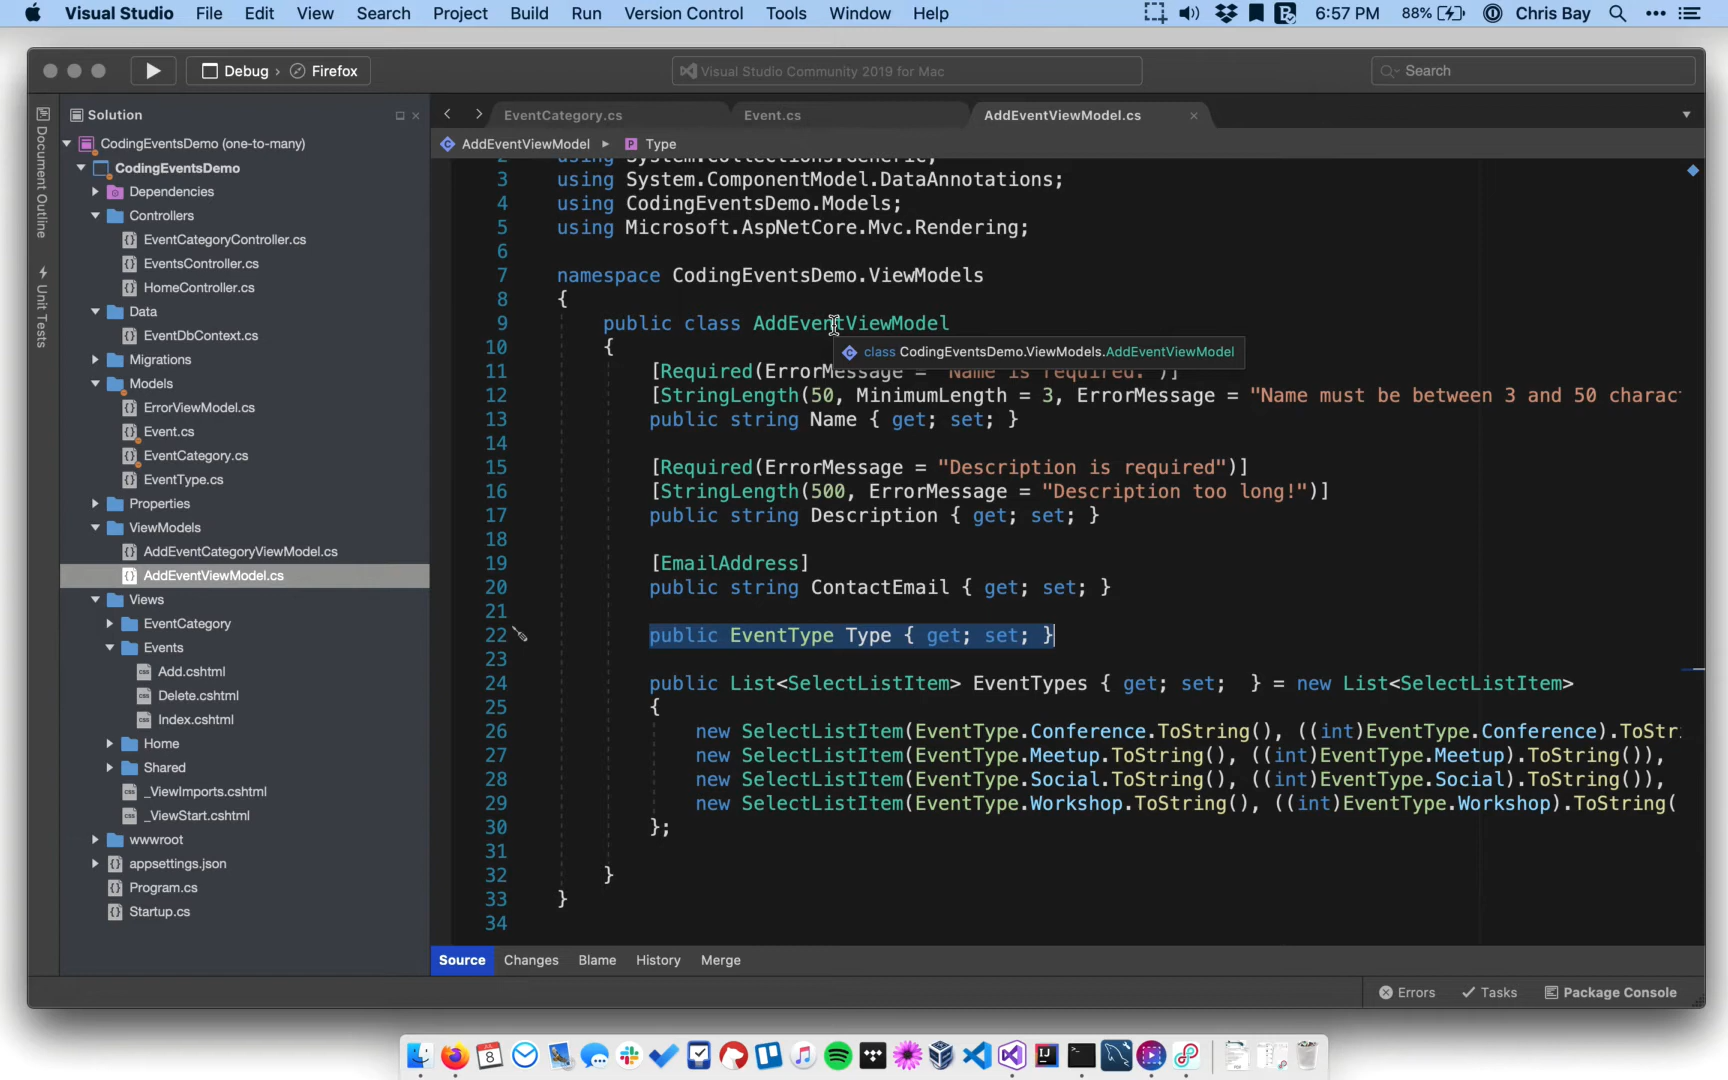 Visual Studio File Edit View Search Project Build Run Version Control Tools Window Help 6:57 PM 88% Chris Bay
Debug › Firefox
Visual Studio Community 2019 for Mac
Search
Document Outline
Unit Tests
Solution
CodingEventsDemo (one-to-many)
CodingEventsDemo
Dependencies
Controllers
EventCategoryController.cs
EventsController.cs
HomeController.cs
Data
EventDbContext.cs
Migrations
Models
ErrorViewModel.cs
Event.cs
EventCategory.cs
EventType.cs
Properties
ViewModels
AddEventCategoryViewModel.cs
AddEventViewModel.cs
Views
EventCategory
Events
Add.cshtml
Delete.cshtml
Index.cshtml
Home
Shared
_ViewImports.cshtml
_ViewStart.cshtml
wwwroot
appsettings.json
Program.cs
Startup.cs
EventCategory.cs Event.cs AddEventViewModel.cs
AddEventViewModel Type
2 using System.Collections.Generic;
3 using System.ComponentModel.DataAnnotations;
4 using CodingEventsDemo.Models;
5 using Microsoft.AspNetCore.Mvc.Rendering;
6
7 namespace CodingEventsDemo.ViewModels
8 {
9 public class AddEventViewModel
10 {
class CodingEventsDemo.ViewModels.AddEventViewModel
11 [Required(ErrorMessage = "Name is required.")]
12 [StringLength(50, MinimumLength = 3, ErrorMessage = "Name must be between 3 and 50 charac
13 public string Name { get; set; }
14
15 [Required(ErrorMessage = "Description is required")]
16 [StringLength(500, ErrorMessage = "Description too long!")]
17 public string Description { get; set; }
18
19 [EmailAddress]
20 public string ContactEmail { get; set; }
21
22 public EventType Type { get; set; }
23
24 public List<SelectListItem> EventTypes { get; set; } = new List<SelectListItem>
25 {
26 new SelectListItem(EventType.Conference.ToString(), ((int)EventType.Conference).ToStr
27 new SelectListItem(EventType.Meetup.ToString(), ((int)EventType.Meetup).ToString()),
28 new SelectListItem(EventType.Social.ToString(), ((int)EventType.Social).ToString()),
29 new SelectListItem(EventType.Workshop.ToString(), ((int)EventType.Workshop).ToString(
30 };
31
32 }
33 }
34
Source Changes Blame History Merge
Errors Tasks Package Console
8